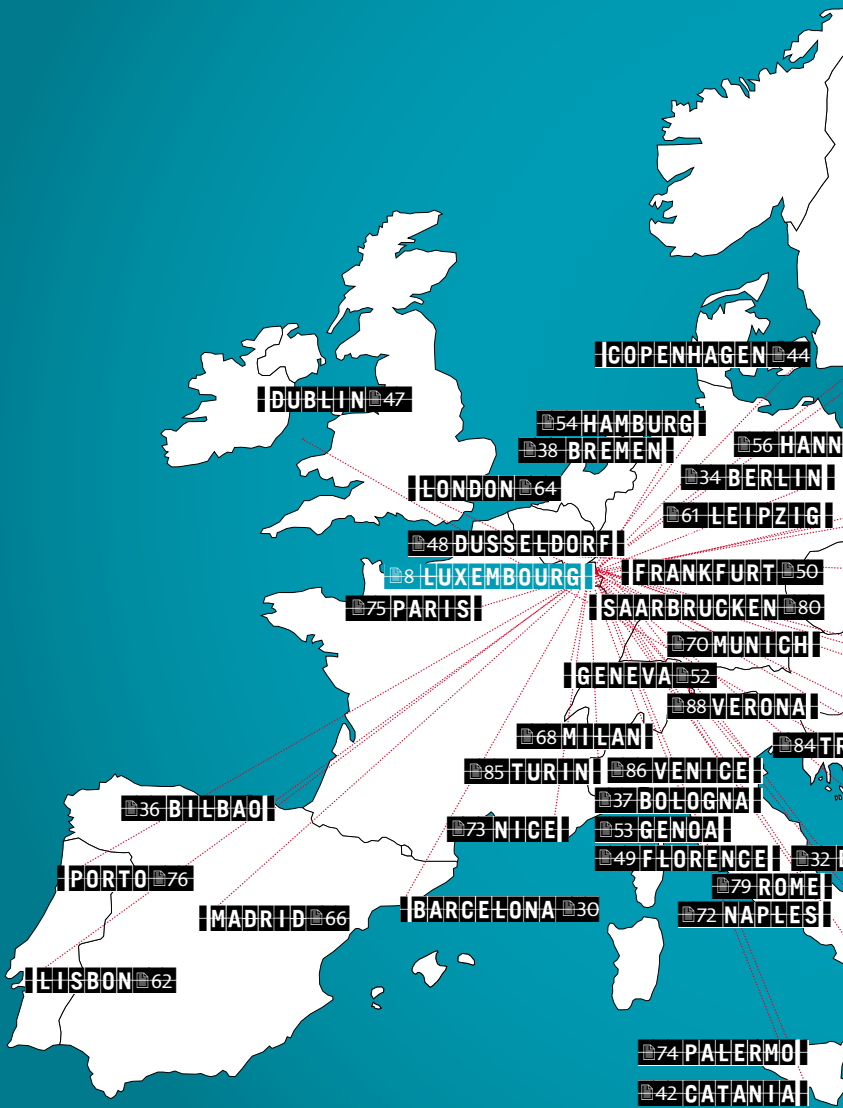 COPENHAGEN 44
DUBLIN 47
54 HAMBURG
56 HANN
38 BREMEN
34 BERLIN
LONDON 64
61 LEIPZIG
48 DUSSELDORF
8 LUXEMBOURG
FRANKFURT 50
75 PARIS
SAARBRUCKEN 80
70 MUNICH
GENEVA 52
88 VERONA
68 MILAN
84 TR
85 TURIN
86 VENICE
36 BILBAO
37 BOLOGNA
73 NICE
53 GENOA
49 FLORENCE
32
PORTO 76
79 ROME
MADRID 66
BARCELONA 30
72 NAPLES
LISBON 62
74 PALERMO
42 CATANIA